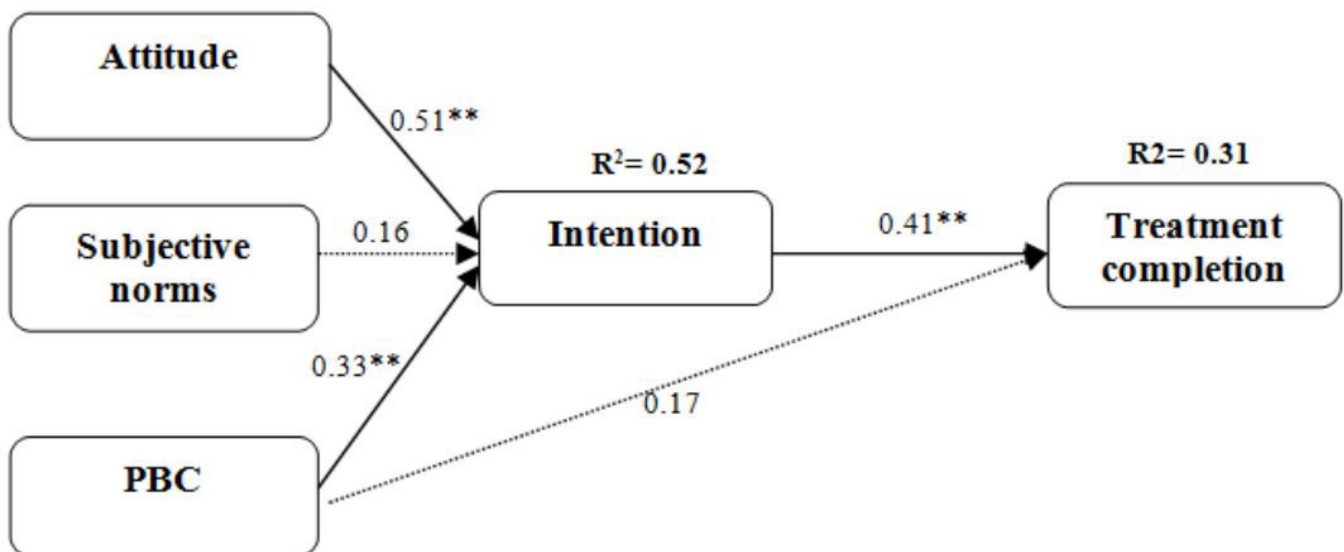 Attitude
0.51**
R²= 0.52
R2= 0.31
Subjective
norms
0.16
Intention
0.41**
Treatment
completion
0.33**
0.17
PBC